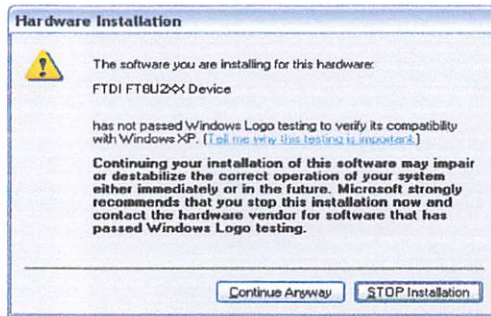 Hardware Installation
The software you are installing for this hardware:
FTDI FT8U2XX Device
has not passed Windows Logo testing to verify its compatibility
with Windows XP. (Tell me why this testing is important.)
Continuing your installation of this software may impair
or destabilize the correct operation of your system
either immediately or in the future. Microsoft strongly
recommends that you stop this installation now and
contact the hardware vendor for software that has
passed Windows Logo testing.
Continue Anyway
STOP Installation